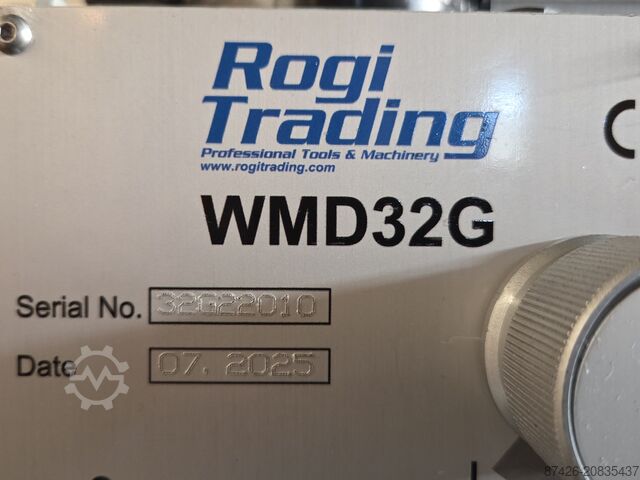 Rogi
Trading
Professional Tools & Machinery
www.rogitrading.com
WMD32G
Serial No. 32G22010
Date 07. 2025
87426-20835437